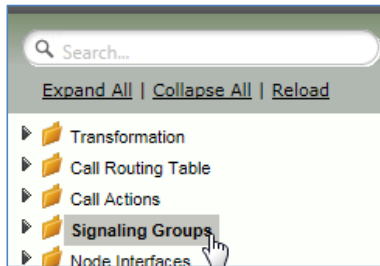 Search...
Expand All | Collapse All | Reload
Transformation
Call Routing Table
Call Actions
Signaling Groups
Node Interfaces